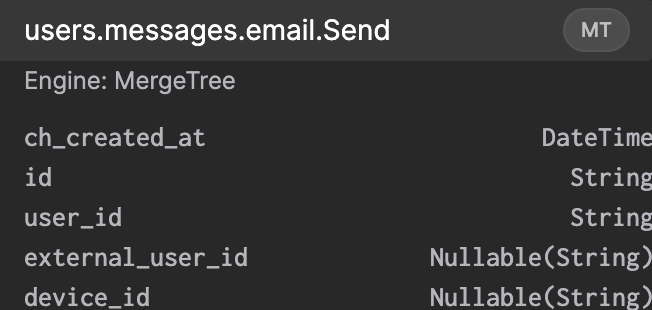 users.messages.email.Send MT
Engine: MergeTree
ch_created_at DateTime
id String
user_id String
external_user_id Nullable(String)
device_id Nullable(String)